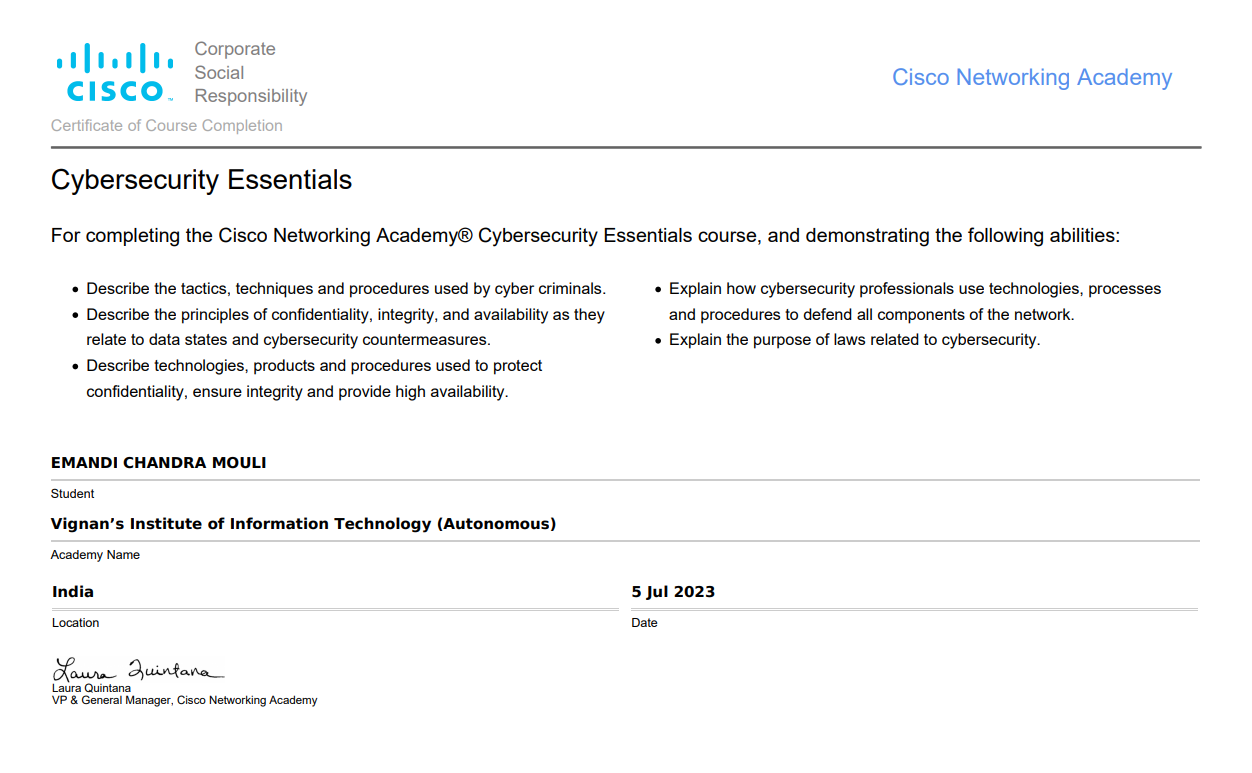 Corporate
Social
Responsibility
CISCO™
Cisco Networking Academy
Certificate of Course Completion
Cybersecurity Essentials
For completing the Cisco Networking Academy® Cybersecurity Essentials course, and demonstrating the following abilities:
• Describe the tactics, techniques and procedures used by cyber criminals.
• Describe the principles of confidentiality, integrity, and availability as they
relate to data states and cybersecurity countermeasures.
• Describe technologies, products and procedures used to protect
confidentiality, ensure integrity and provide high availability.
• Explain how cybersecurity professionals use technologies, processes
and procedures to defend all components of the network.
• Explain the purpose of laws related to cybersecurity.
EMANDI CHANDRA MOULI
Student
Vignan’s Institute of Information Technology (Autonomous)
Academy Name
India
Location
5 Jul 2023
Date
Laura Quintana
Laura Quintana
VP & General Manager, Cisco Networking Academy